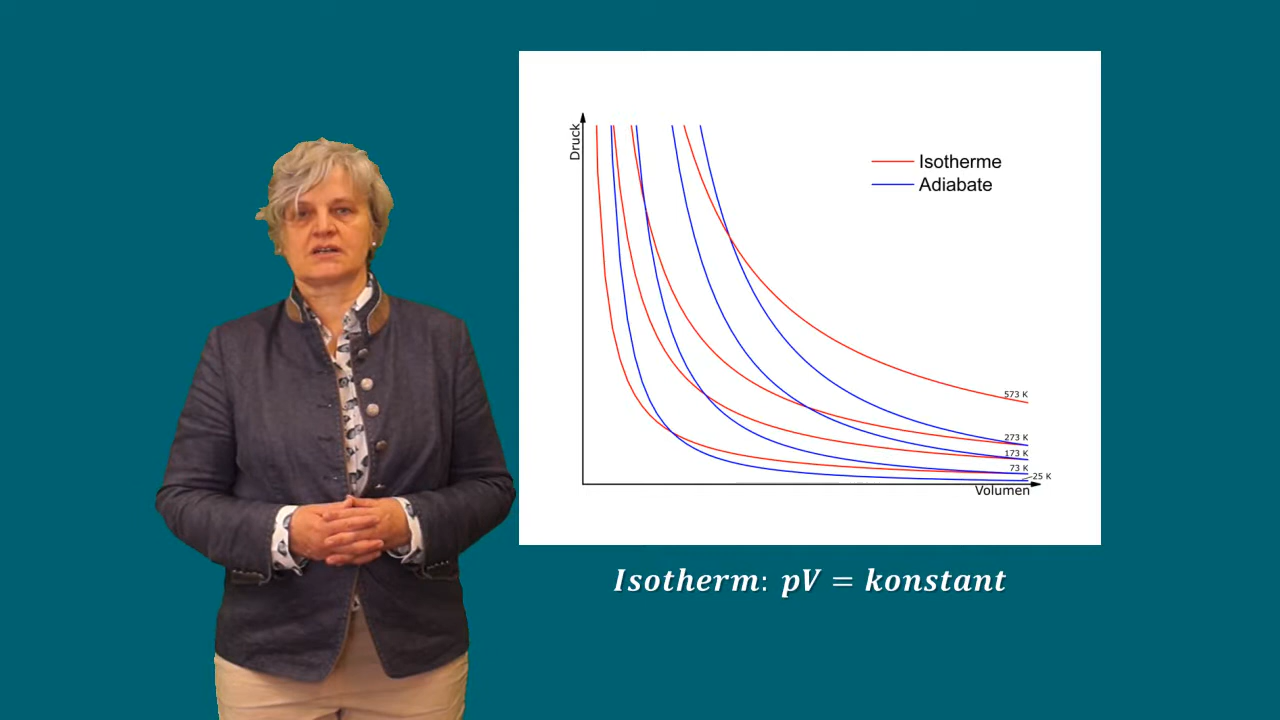 Druck
Isotherme
Adiabate
573 K
273 K
173 K
73 K
25 K
Volumen
Isotherm: pV = konstant